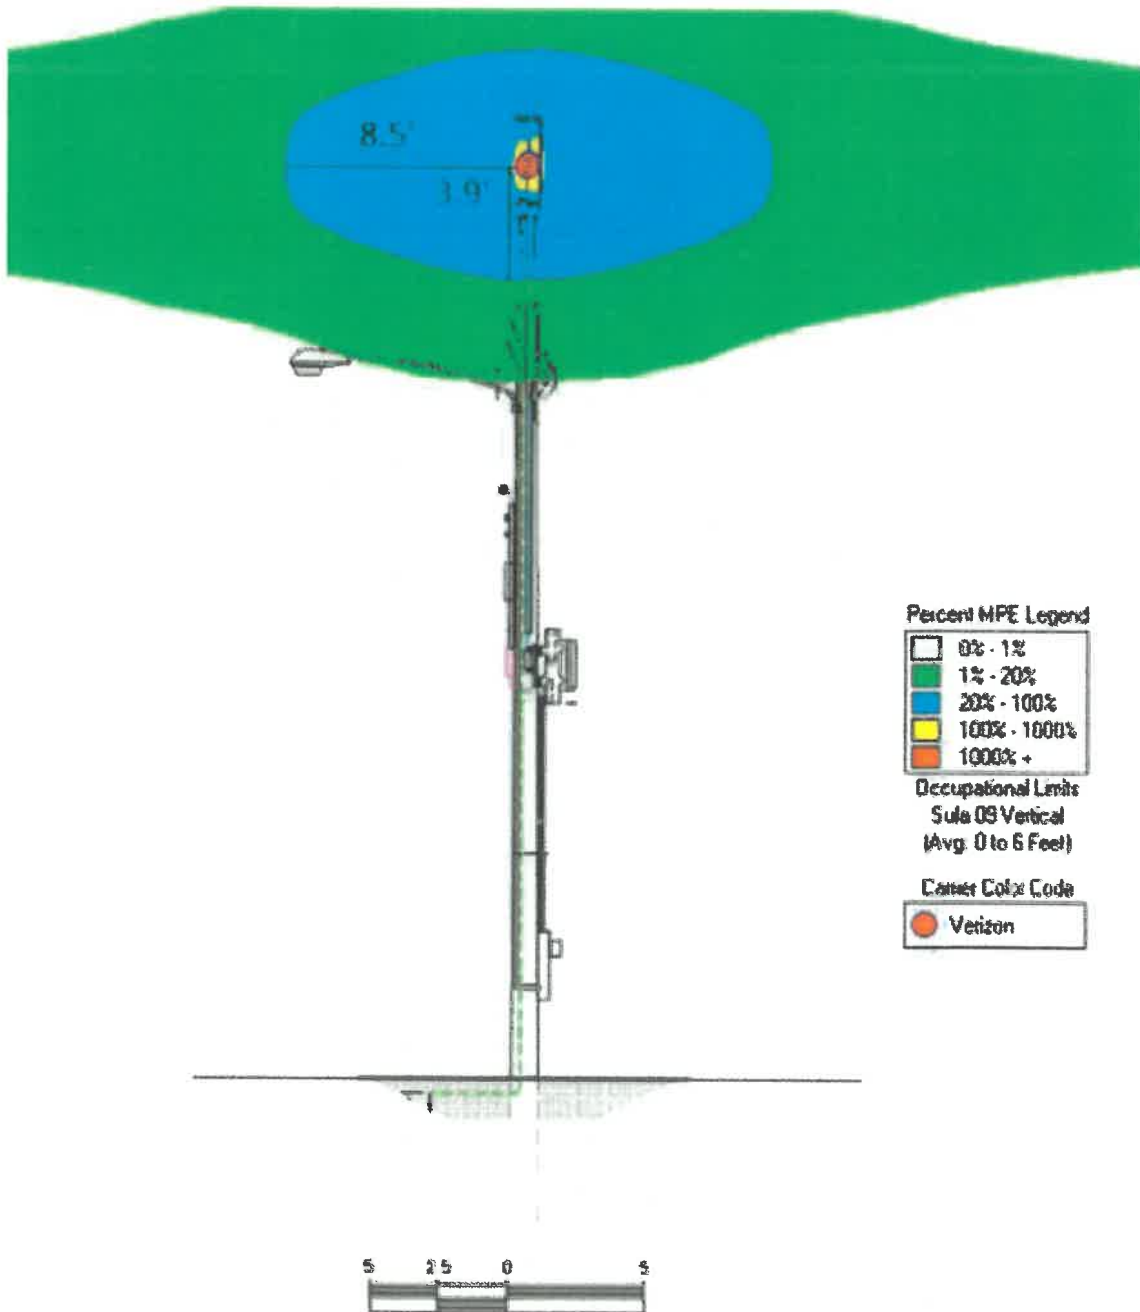 8.5'
3.9'
Percent MPE Legend
0% - 1%
1% - 20%
20% - 100%
100% - 1000%
1000% +
Occupational Limits
Sula 09 Vertical
(Avg 0 to 6 Feet)
Carrier Color Code
Verizon
5 2.5 0 5